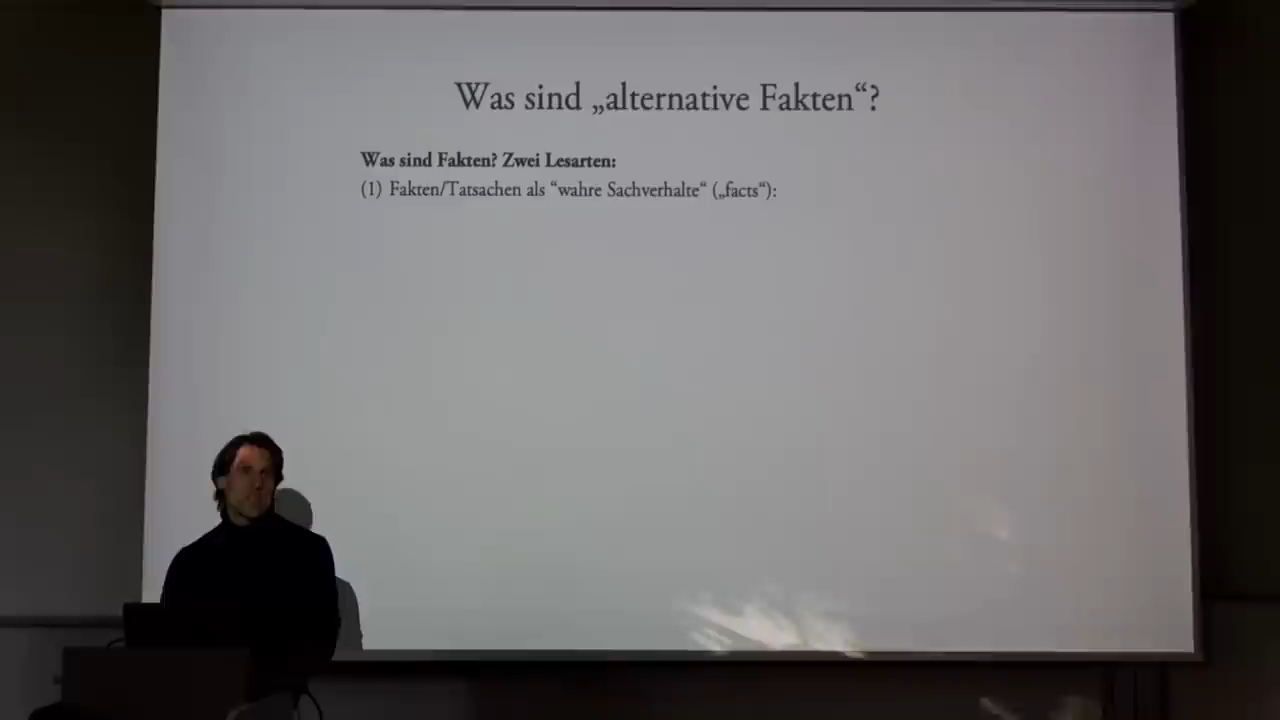 Was sind „alternative Fakten“?
Was sind Fakten? Zwei Lesarten:
(1) Fakten/Tatsachen als “wahre Sachverhalte“ („facts“):